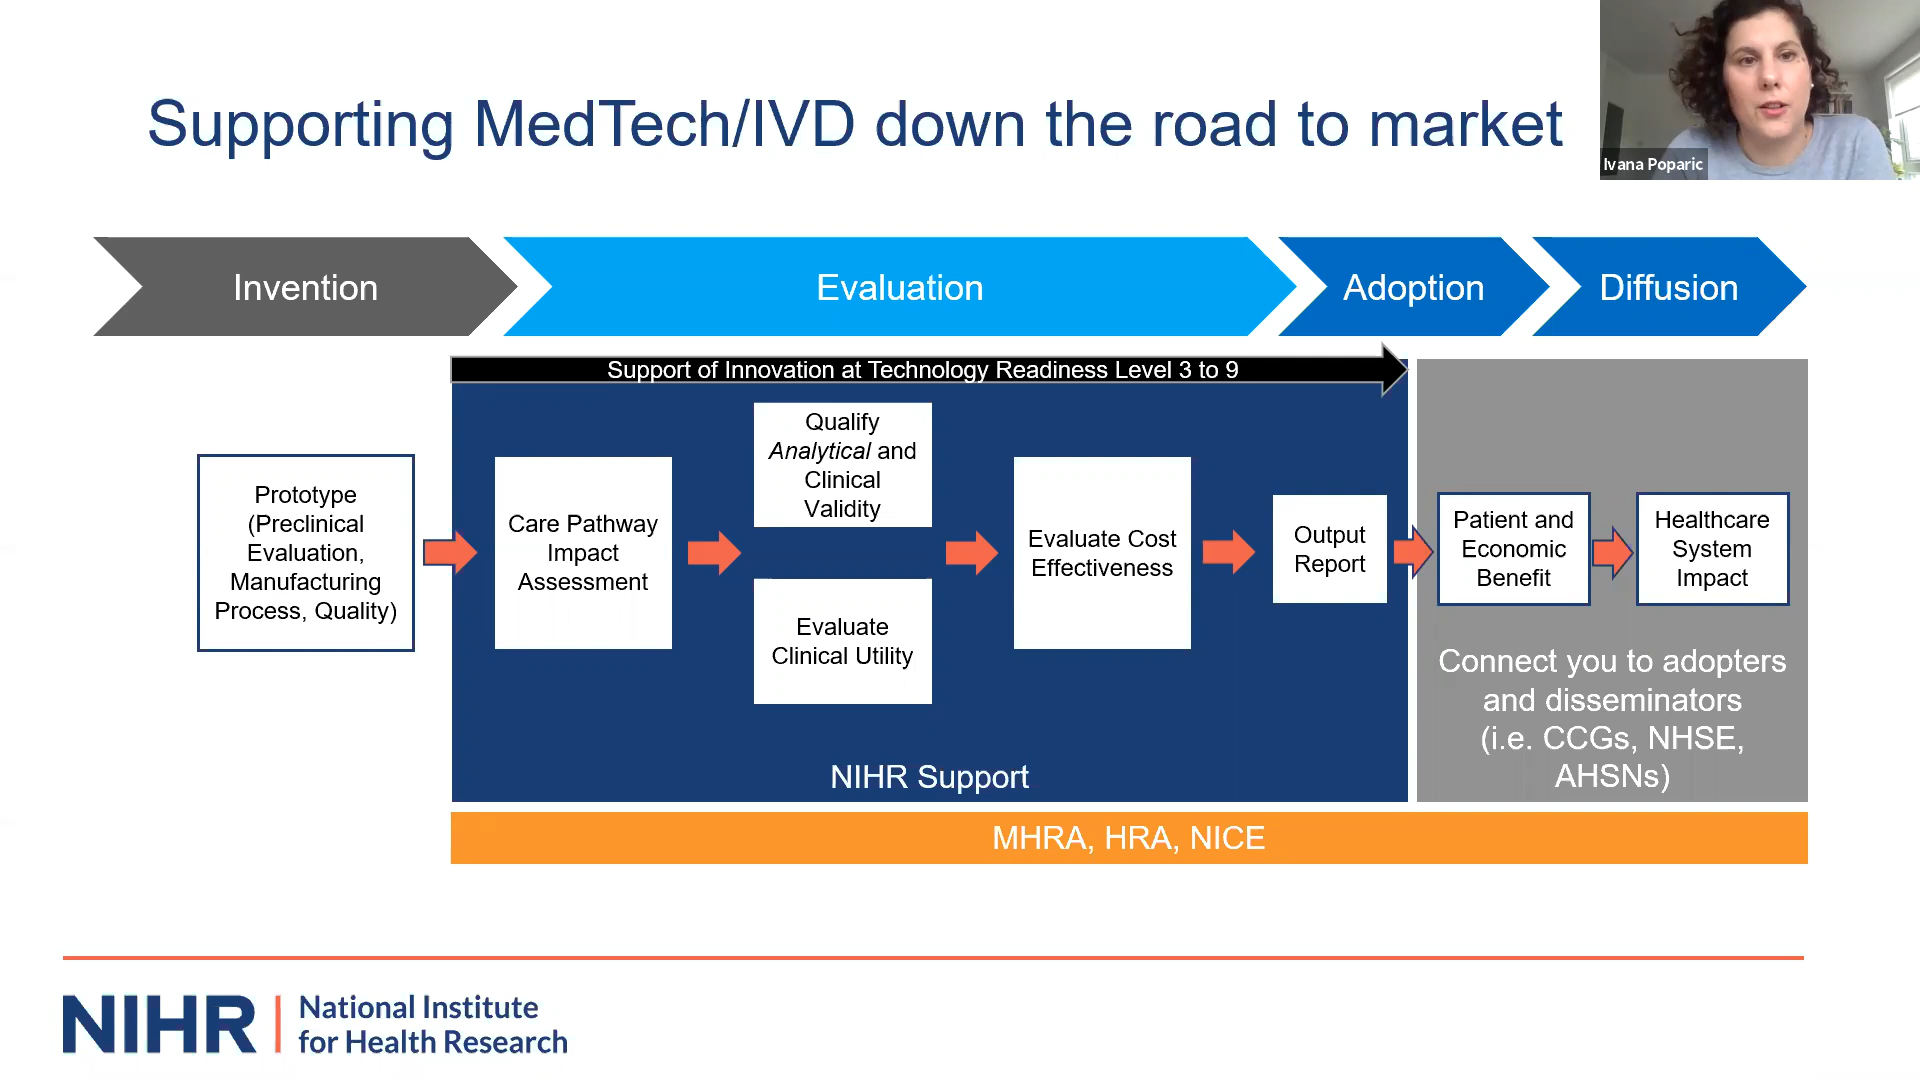 Supporting MedTech/IVD down the road to market
Ivana Poparic
Invention
Evaluation
Adoption
Diffusion
Support of Innovation at Technology Readiness Level 3 to 9
Prototype
(Preclinical
Evaluation,
Manufacturing
Process, Quality)
Care Pathway
Impact
Assessment
Qualify
Analytical and
Clinical
Validity
Evaluate
Clinical Utility
Evaluate Cost
Effectiveness
Output
Report
Patient and
Economic
Benefit
Healthcare
System
Impact
NIHR Support
Connect you to adopters
and disseminators
(i.e. CCGs, NHSE,
AHSNs)
MHRA, HRA, NICE
NIHR
National Institute
for Health Research